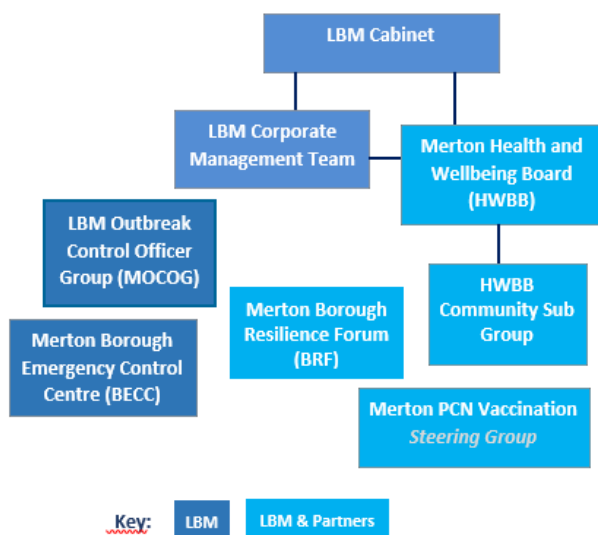 LBM Cabinet
LBM Corporate
Management Team
Merton Health and
Wellbeing Board
(HWBB)
LBM Outbreak
Control Officer
Group (MOCOG)
HWBB
Community Sub
Group
Merton Borough
Resilience Forum
(BRF)
Merton Borough
Emergency Control
Centre (BECC)
Merton PCN Vaccination
Steering Group
Key:
LBM
LBM & Partners